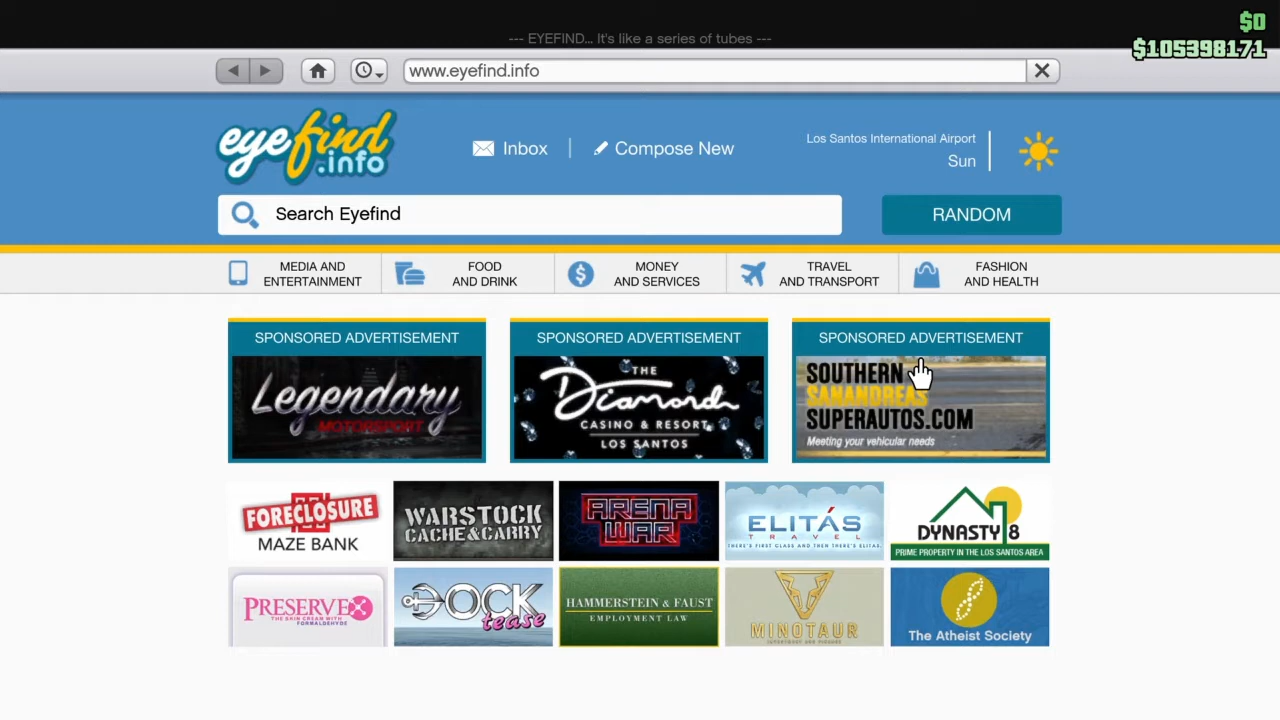 $0
--- EYEFIND... It's like a series of tubes ---
$105398171
www.eyefind.info
eyefind
.info
Inbox
Compose New
Los Santos International Airport
Sun
Search Eyefind
RANDOM
MEDIA AND
ENTERTAINMENT
FOOD
AND DRINK
MONEY
AND SERVICES
TRAVEL
AND TRANSPORT
FASHION
AND HEALTH
SPONSORED ADVERTISEMENT
Legendary
MOTORSPORT
SPONSORED ADVERTISEMENT
THE
Diamond
CASINO & RESORT
LOS SANTOS
SPONSORED ADVERTISEMENT
SOUTHERN
SANANDREAS
SUPERAUTOS.COM
Meeting your vehicular needs
FORECLOSURE
MAZE BANK
WARSTOCK
CACHE & CARRY
ARENA
WAR
ELITÁS
TRAVEL
THERE'S FIRST CLASS AND THEN THERE'S ELITAS.
DYNASTY 8
PRIME PROPERTY IN THE LOS SANTOS AREA
PRESERVEX
THE SKIN CREAM WITH
FORMALDEHYDE
DOCK
tease
HAMMERSTEIN & FAUST
EMPLOYMENT LAW
MINOTAUR
The Atheist Society